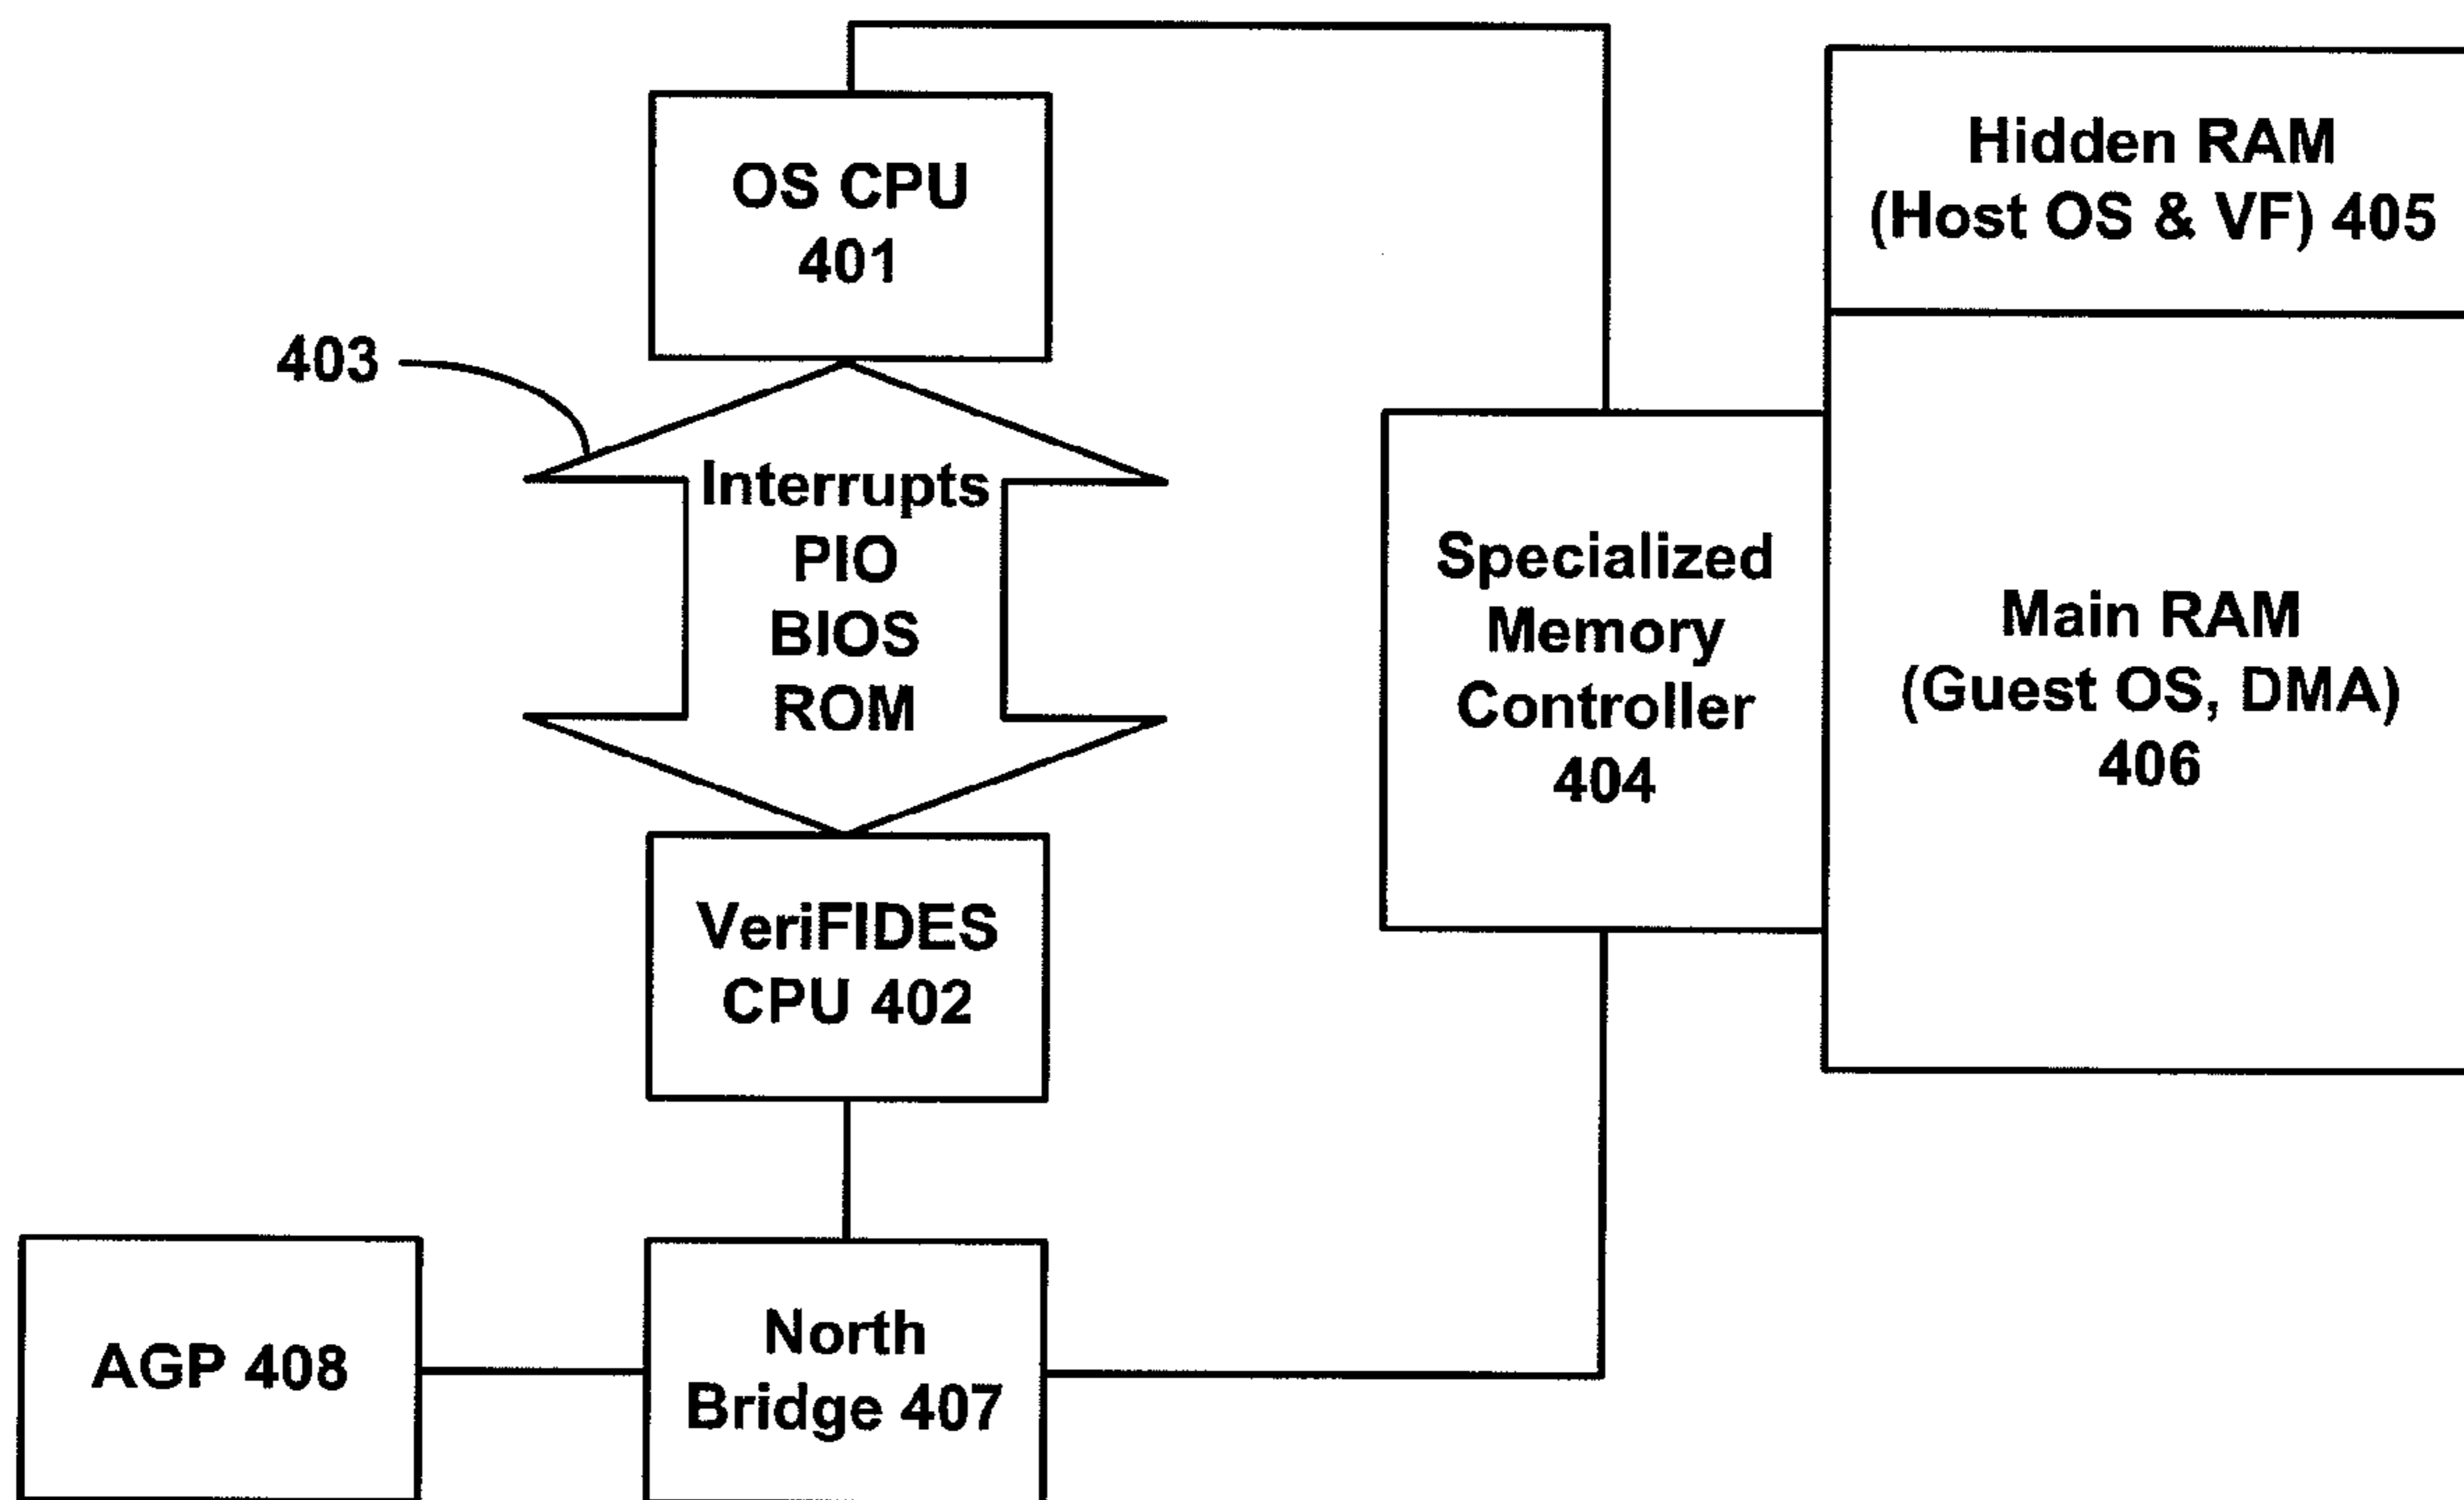 OS CPU
401
Hidden RAM
(Host OS & VF) 405
403
Interrupts
PIO
BIOS
ROM
Specialized
Memory
Controller
404
Main RAM
(Guest OS, DMA)
406
VeriFIDES
CPU 402
AGP 408
North
Bridge 407